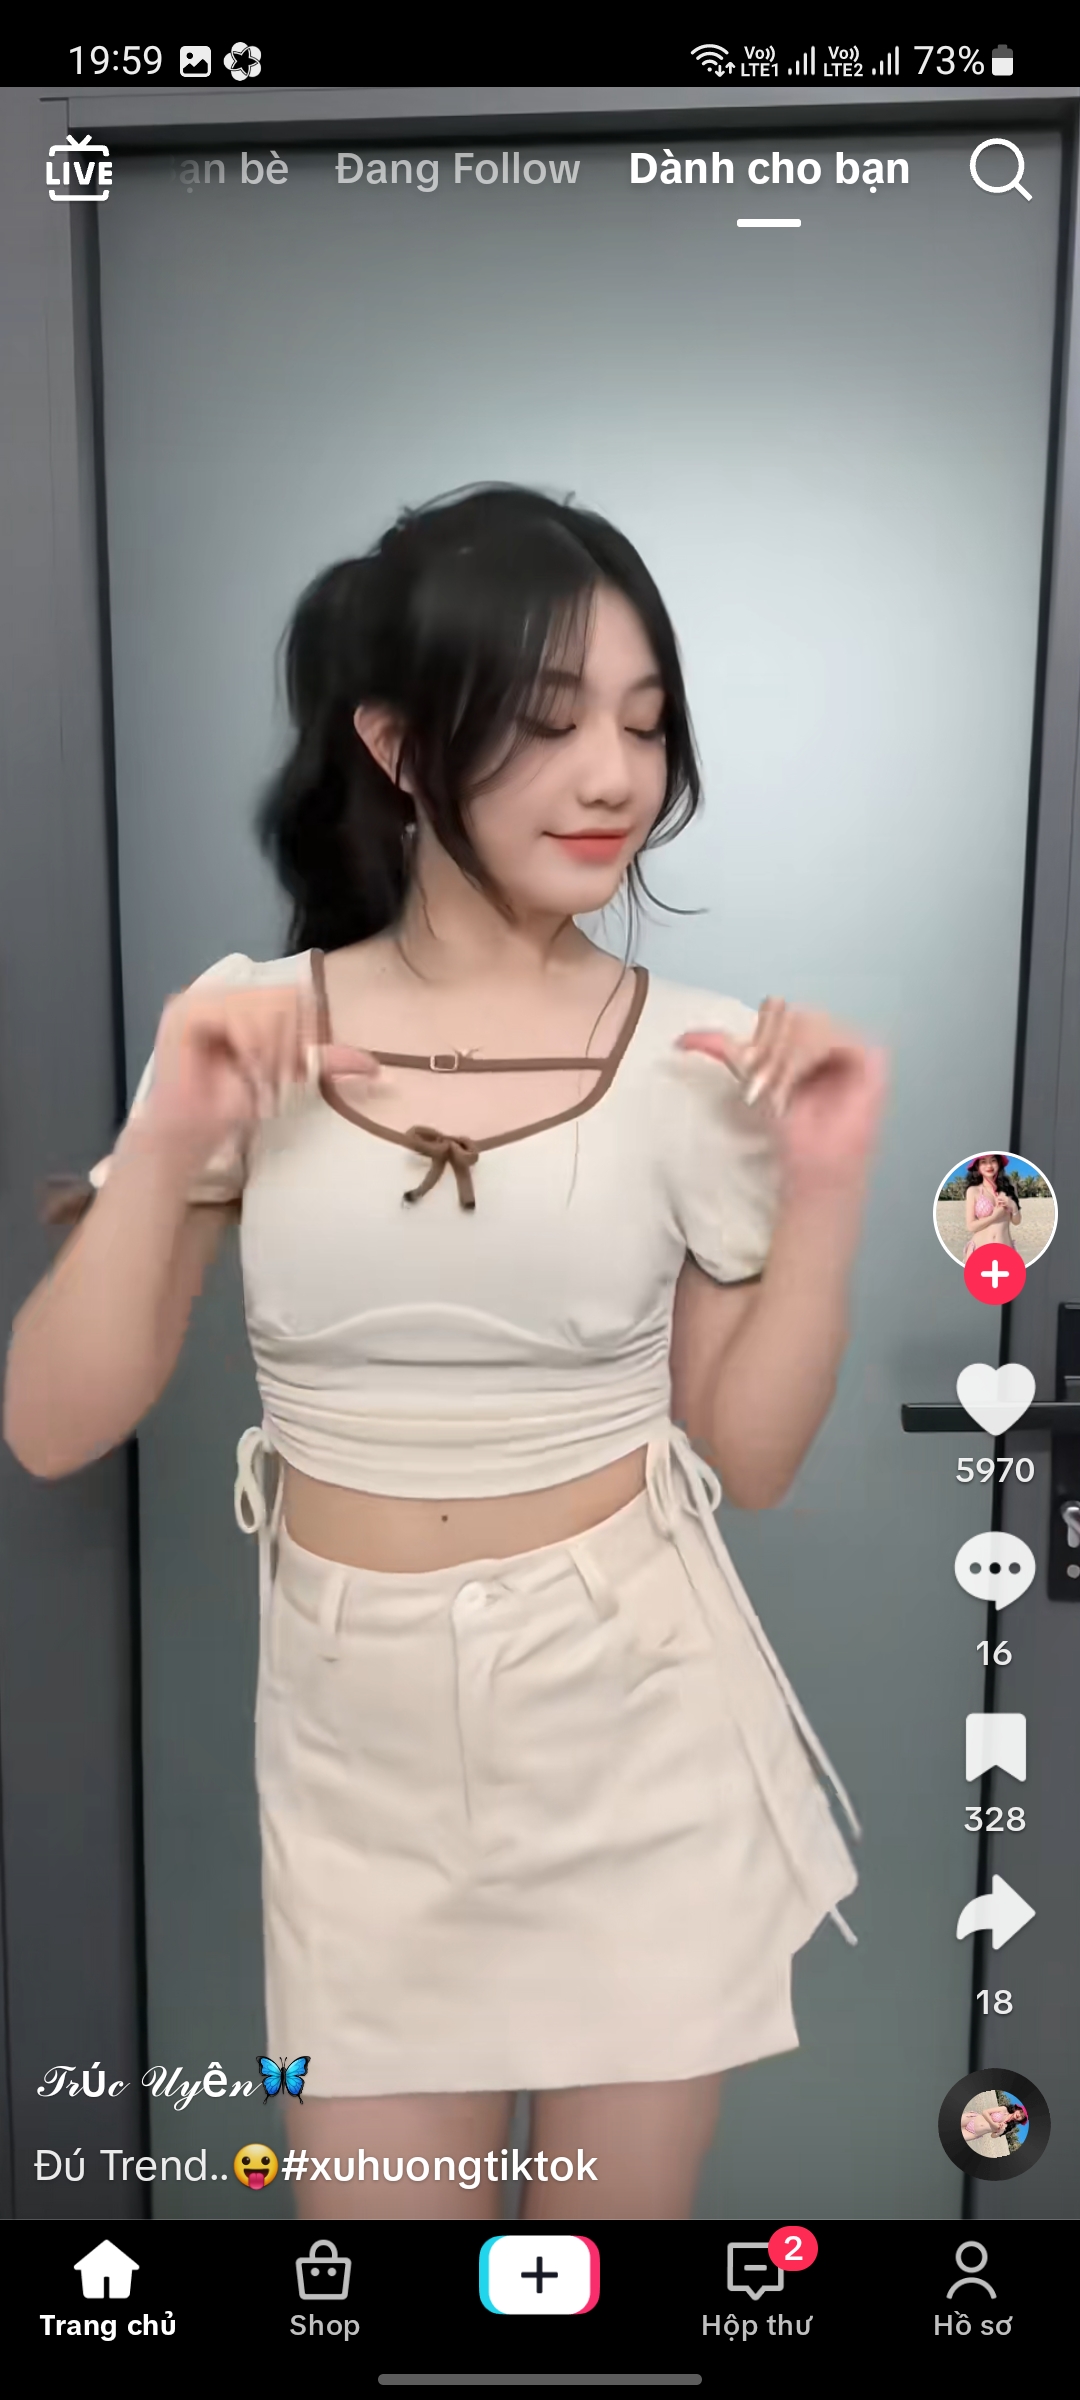 19:59 Vo)) LTE1 Vo)) LTE2 73%
LIVE ạn bè Đang Follow Dành cho bạn
5970
16
328
18
Trúc Uyên🦋
Đú Trend..😛#xuhuongtiktok
2
Trang chủ Shop Hộp thư Hồ sơ